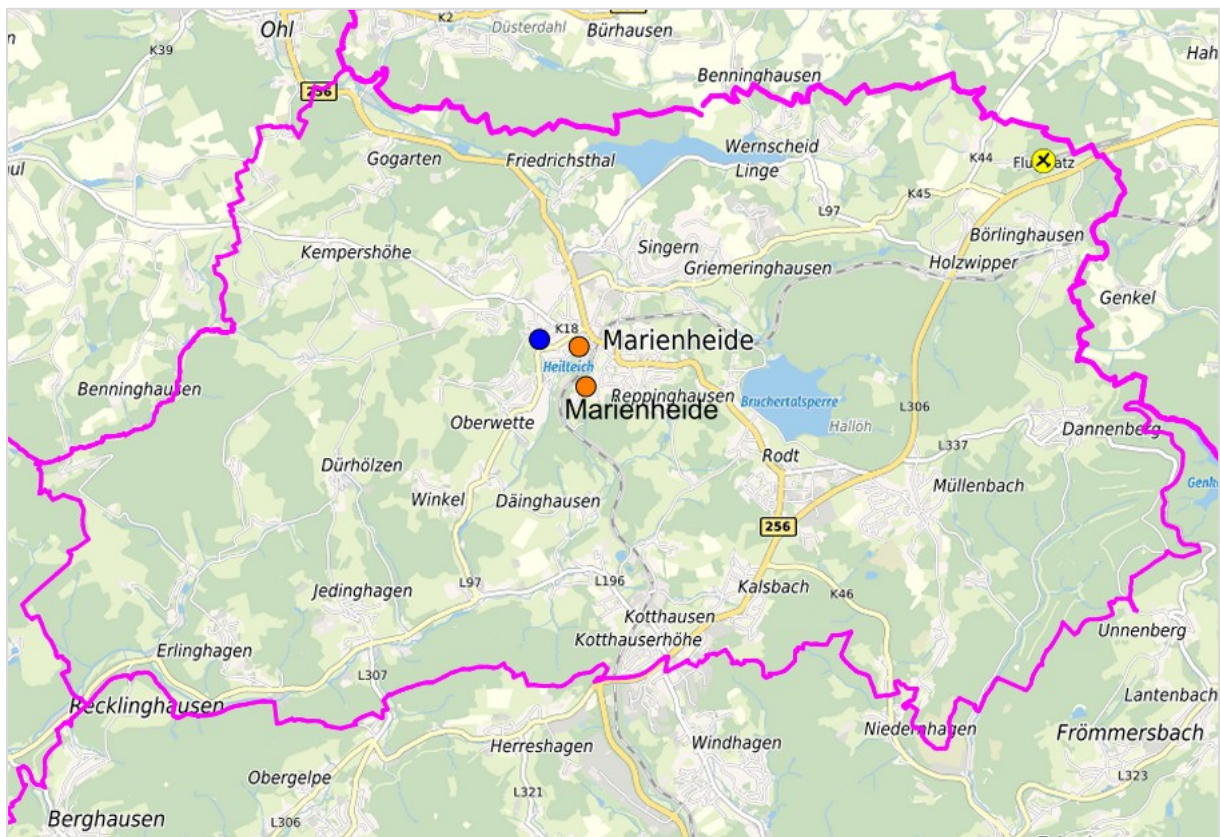 Ohl
K2
Düsterdahl
Bürhausen
K39
Hah
256
Benninghausen
Gogarten
Friedrichsthal
Wernscheid
Linge
K44
K45
L97
Kempershöhe
Singern
Griemeringhausen
Börlinghausen
Holzwipper
Genkel
K18
Marienheide
Heilteich
Benninghausen
Reppinghausen
Marienheide
Bruchertalsperre
L306
Oberwette
Hallöh
Dannenberg
L337
Dürhölzen
Rodt
Winkel
Däinghausen
Müllenbach
256
Jedinghagen
L97
L196
Kalsbach
K46
Kotthausen
Kotthauserhöhe
Unnenberg
Erlinghagen
L307
Recklinghausen
Lantenbach
Niedernhagen
Frömmersbach
Herreshagen
Windhagen
Obergelpe
L323
L321
Berghausen
L306